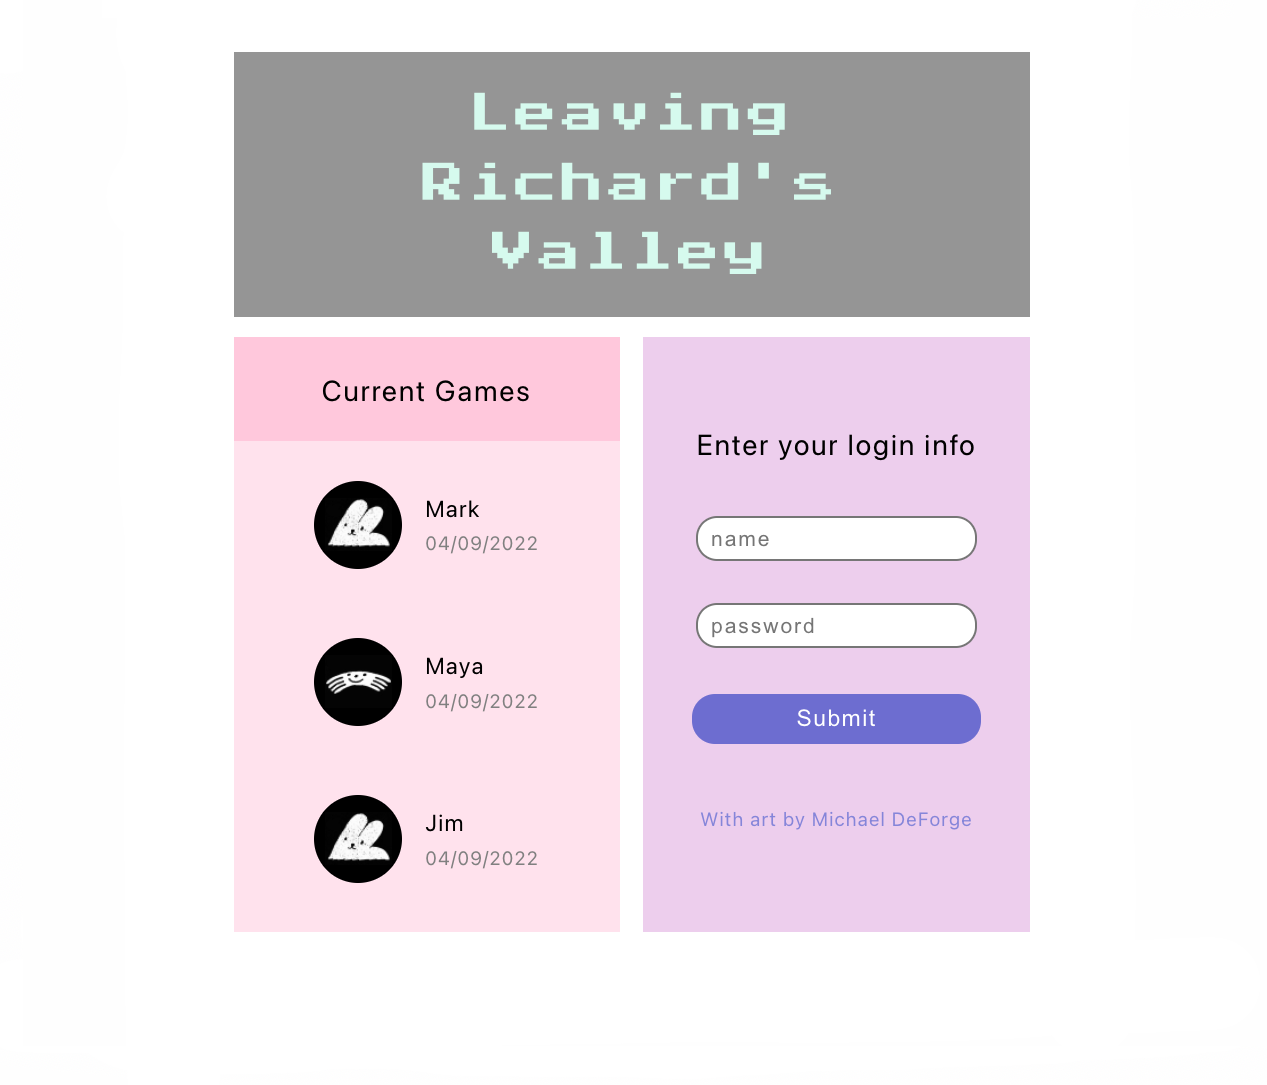 Leaving
Richard's
Valley
Current Games
Mark
04/09/2022
Maya
04/09/2022
Jim
04/09/2022
Enter your login info
name
password
Submit
With art by Michael DeForge